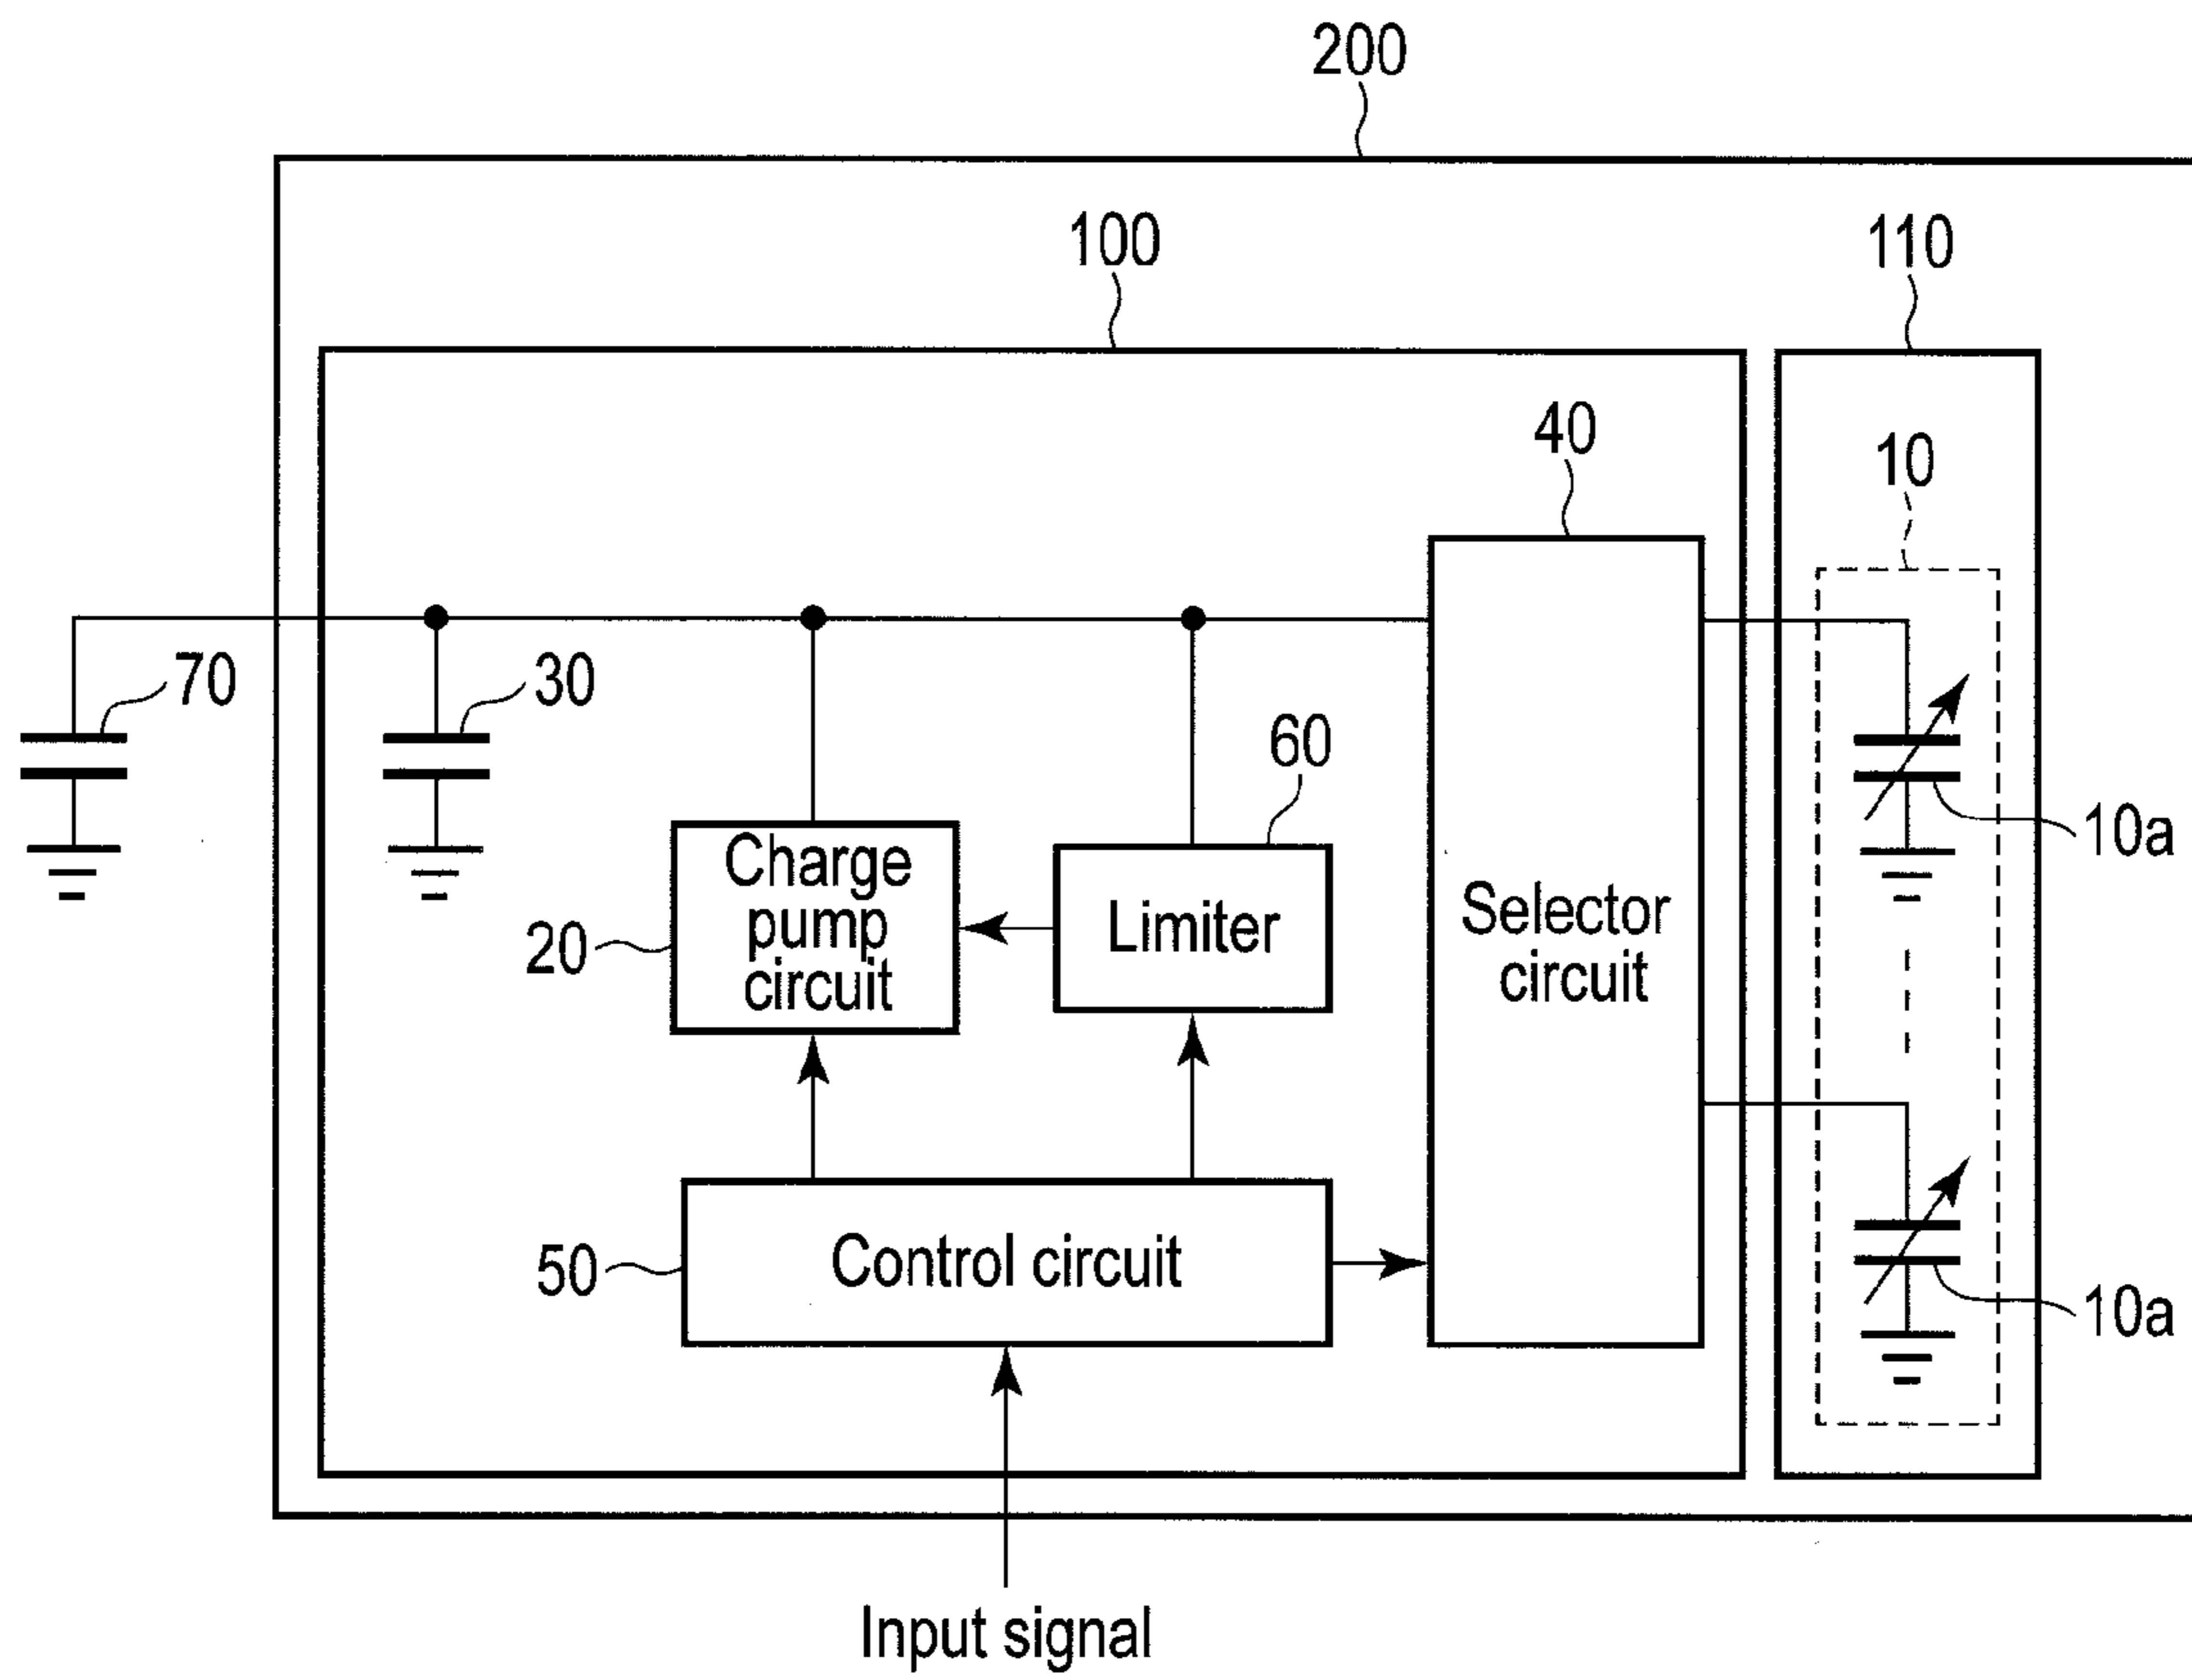 200
100
110
40
10
70
30
60
Charge
pump
circuit
Limiter
10a
Selector
circuit
20
50
Control circuit
10a
Input signal